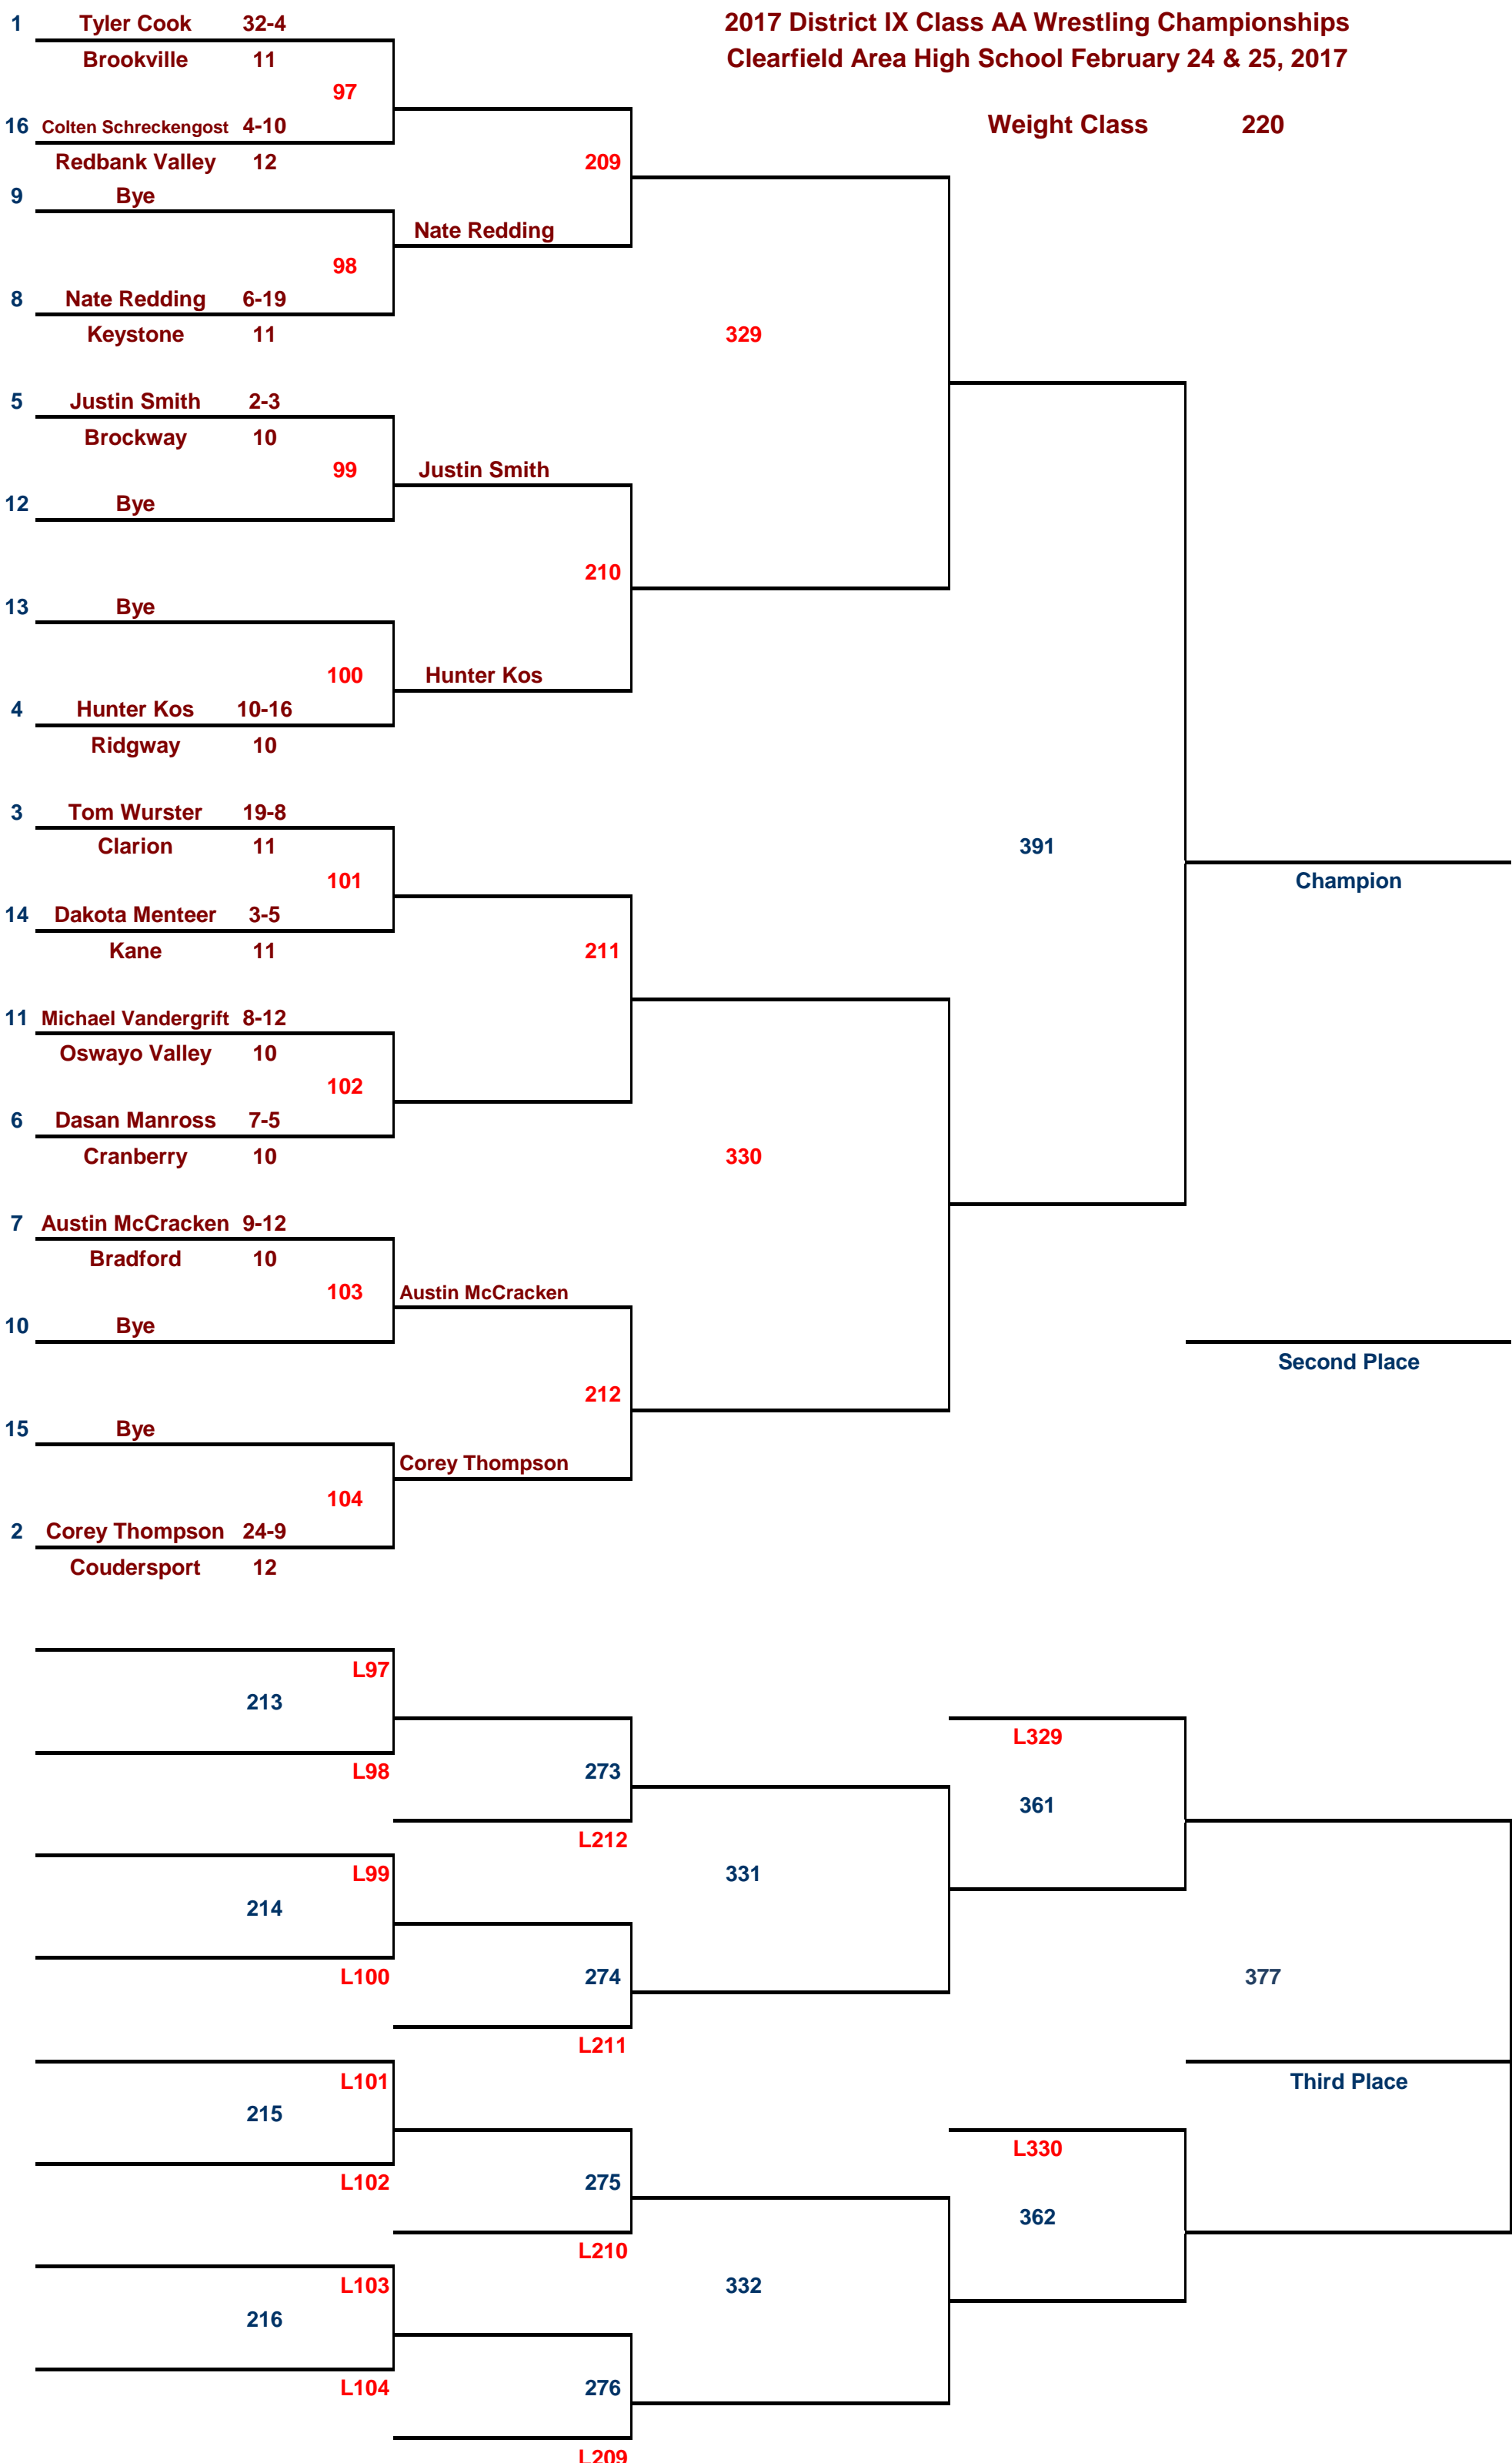 2017 District IX Class AA Wrestling Championships
Clearfield Area High School February 24 & 25, 2017
Weight Class 220
1 Tyler Cook 32-4
Brookville 11
97
16 Colten Schreckengost 4-10
Redbank Valley 12
209
9 Bye
Nate Redding
98
8 Nate Redding 6-19
Keystone 11
329
5 Justin Smith 2-3
Brockway 10
99 Justin Smith
12 Bye
210
13 Bye
100 Hunter Kos
4 Hunter Kos 10-16
Ridgway 10
3 Tom Wurster 19-8
Clarion 11
391
101
Champion
14 Dakota Menteer 3-5
Kane 11
211
11 Michael Vandergrift 8-12
Oswayo Valley 10
102
6 Dasan Manross 7-5
Cranberry 10
330
7 Austin McCracken 9-12
Bradford 10
103 Austin McCracken
10 Bye
Second Place
212
15 Bye
Corey Thompson
104
2 Corey Thompson 24-9
Coudersport 12
L97
213
L329
L98
273
361
L212
L99
331
214
L100
274
377
L211
L101
Third Place
215
L330
L102
275
362
L210
L103
332
216
L104
276
L209